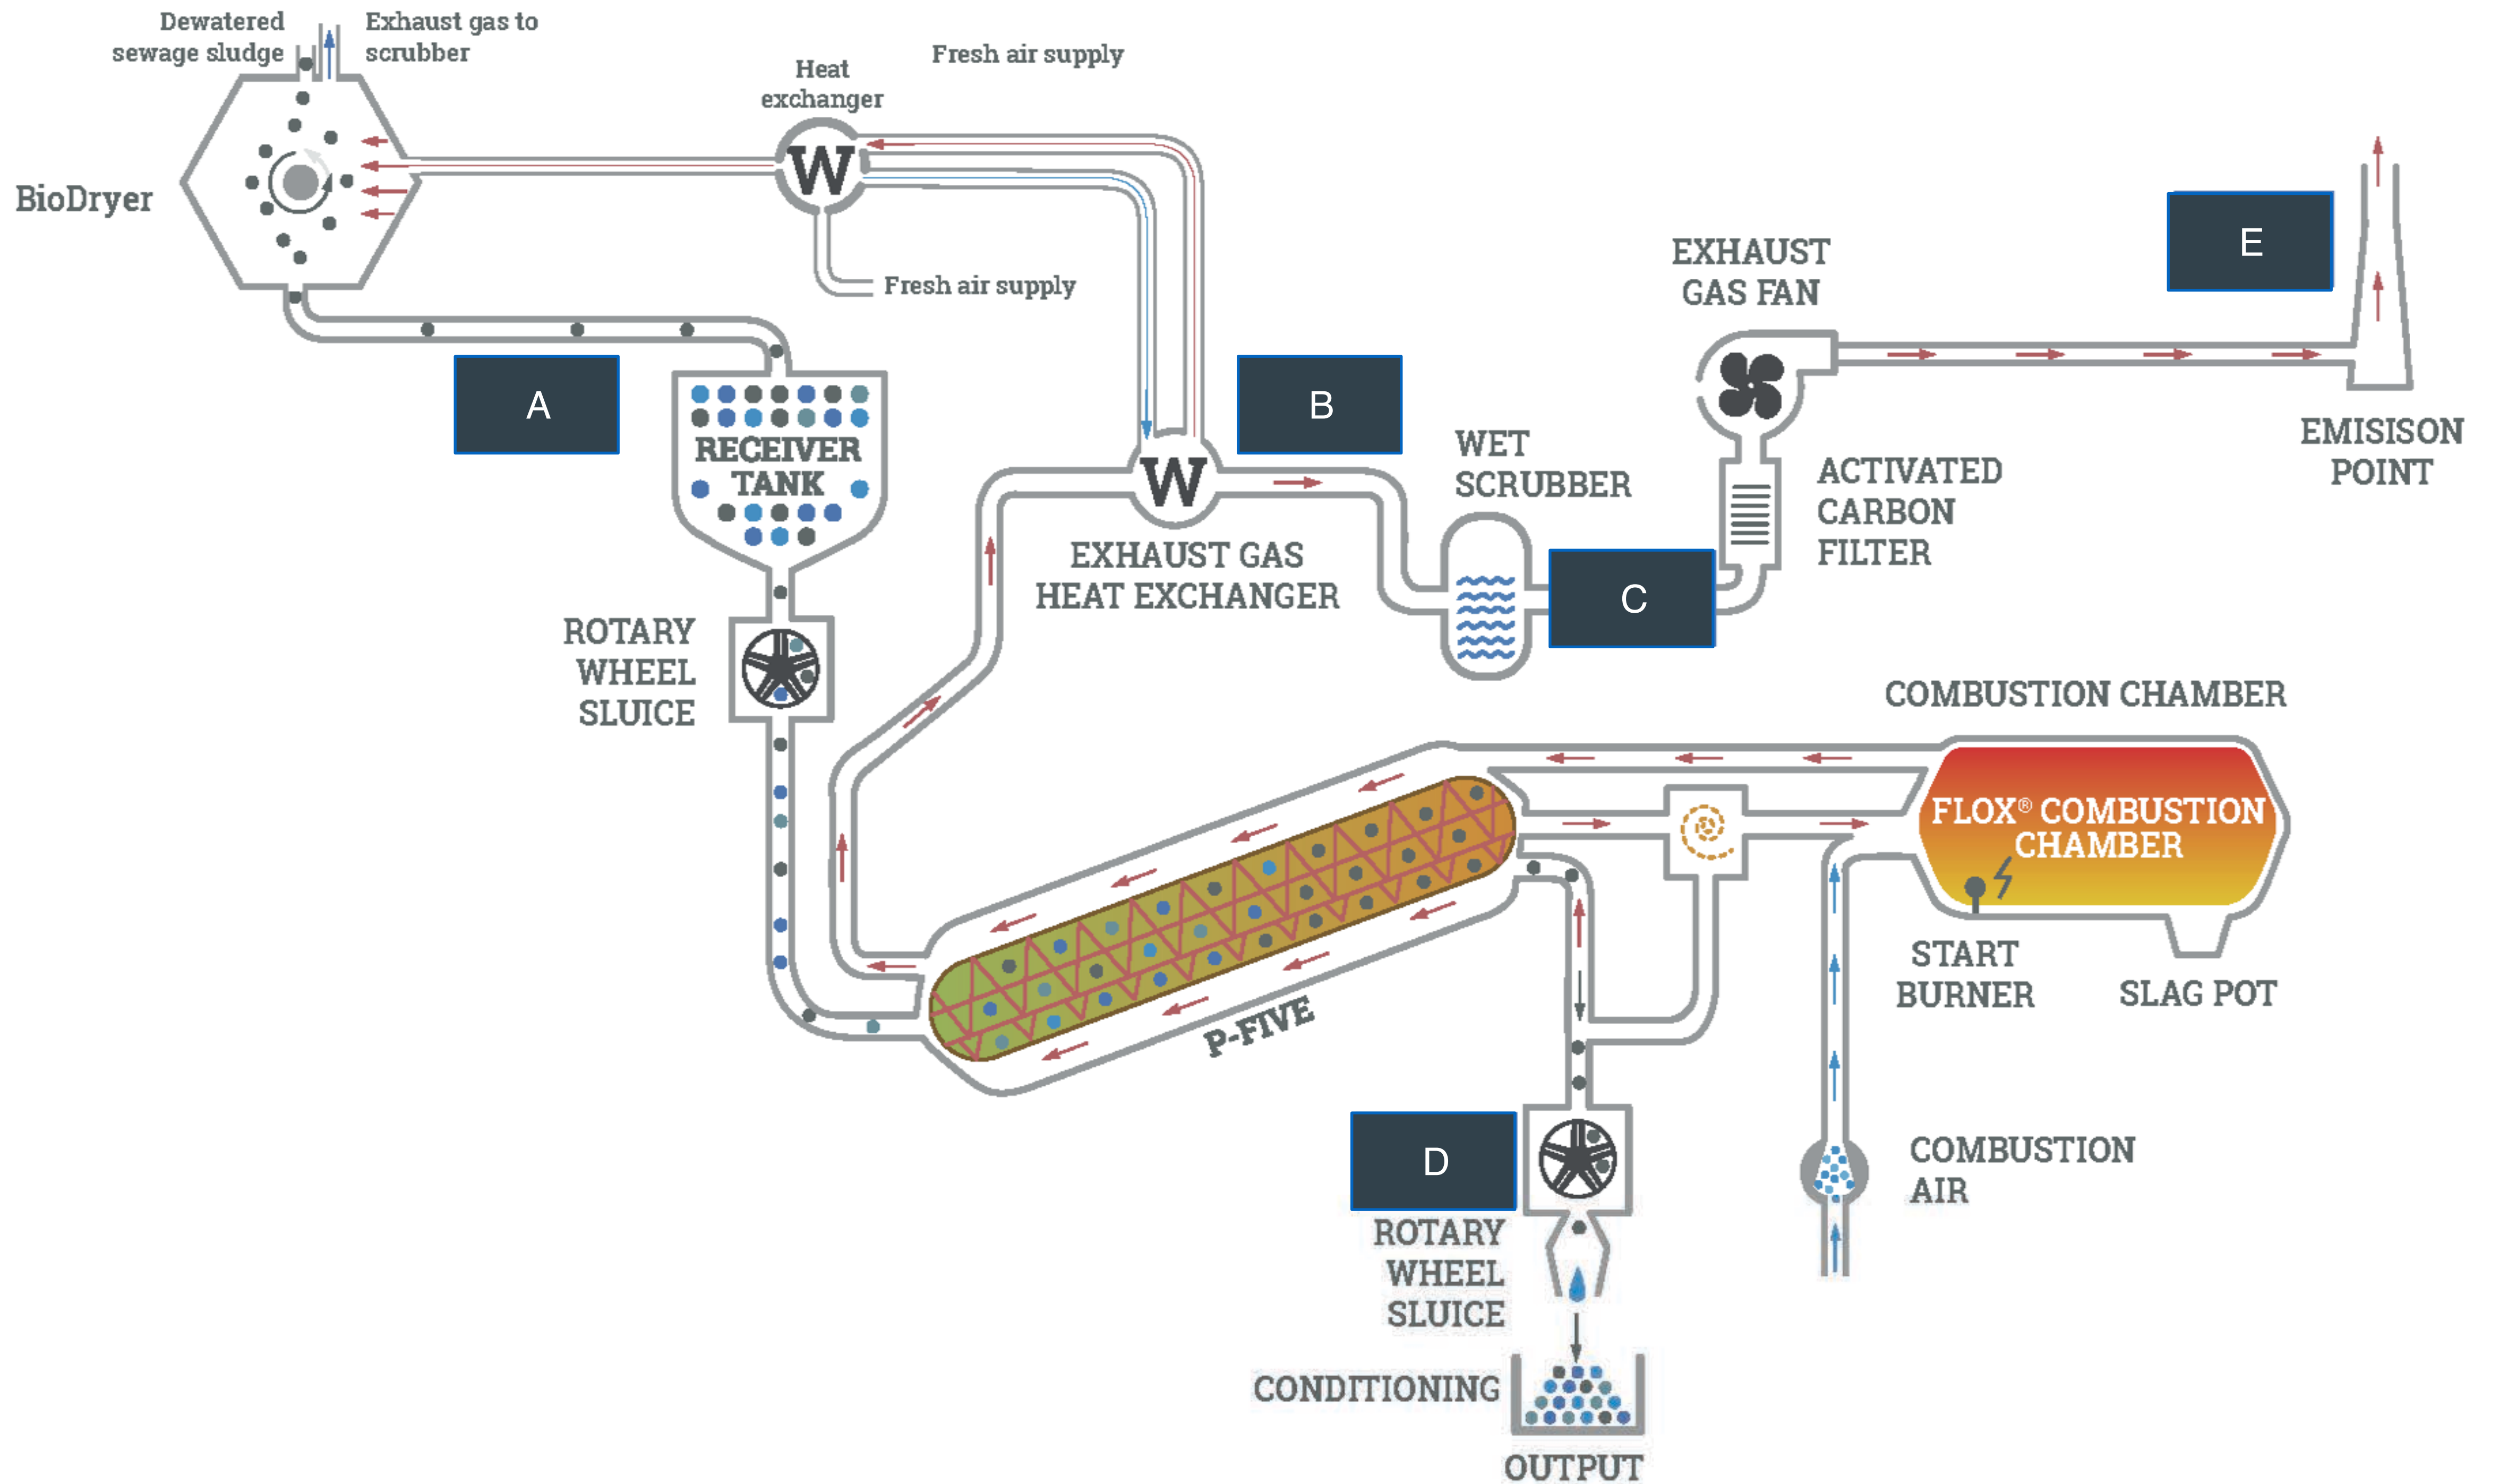 Dewatered
sewage sludge
Exhaust gas to
scrubber
Fresh air supply
Heat
exchanger
W
BioDryer
Fresh air supply
EXHAUST
GAS FAN
E
A
B
RECEIVER
TANK
WET
SCRUBBER
W
EMISISON
POINT
ACTIVATED
CARBON
FILTER
EXHAUST GAS
HEAT EXCHANGER
C
ROTARY
WHEEL
SLUICE
COMBUSTION CHAMBER
FLOX® COMBUSTION
CHAMBER
START
BURNER
SLAG POT
P-FIVE
D
COMBUSTION
AIR
ROTARY
WHEEL
SLUICE
CONDITIONING
OUTPUT